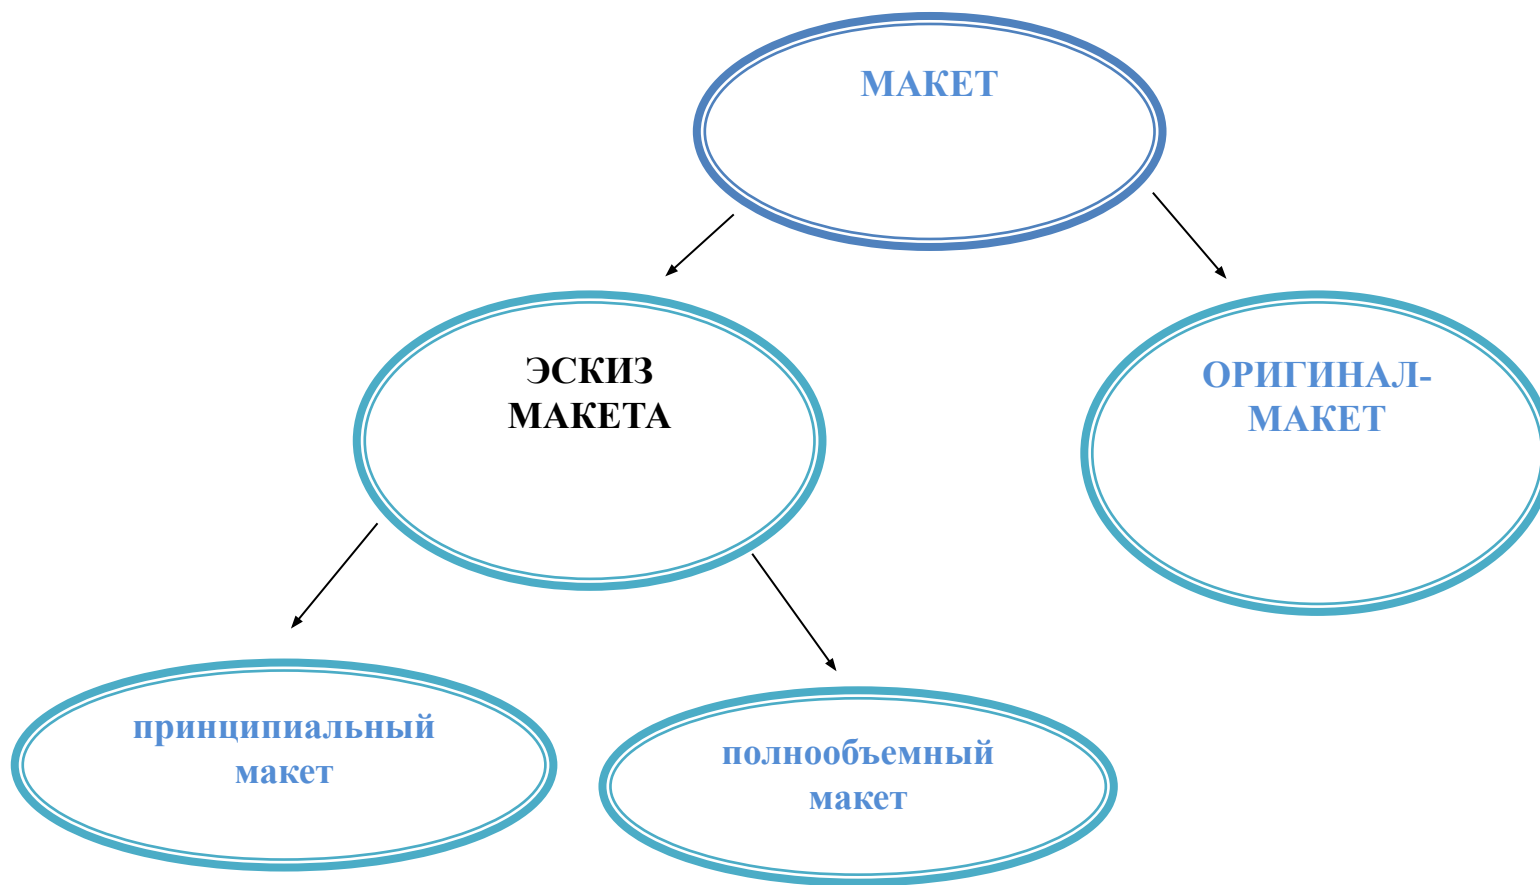 МАКЕТ
ЭСКИЗ
МАКЕТА
ОРИГИНАЛ-
МАКЕТ
принципиальный
макет
полнообъемный
макет